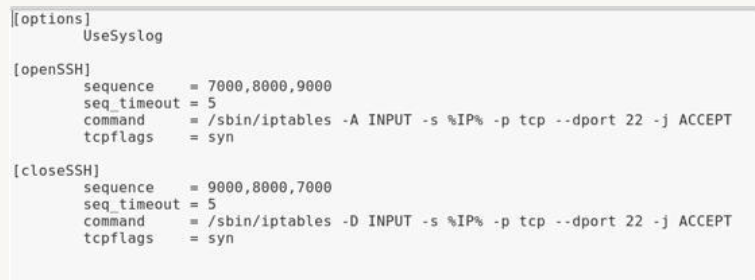 [options]
UseSyslog
[openSSH]
sequence = 7000,8000,9000
seq_timeout = 5
command = /sbin/iptables -A INPUT -s %IP% -p tcp --dport 22 -j ACCEPT
tcpflags = syn
[closeSSH]
sequence = 9000,8000,7000
seq_timeout = 5
command = /sbin/iptables -D INPUT -s %IP% -p tcp --dport 22 -j ACCEPT
tcpflags = syn